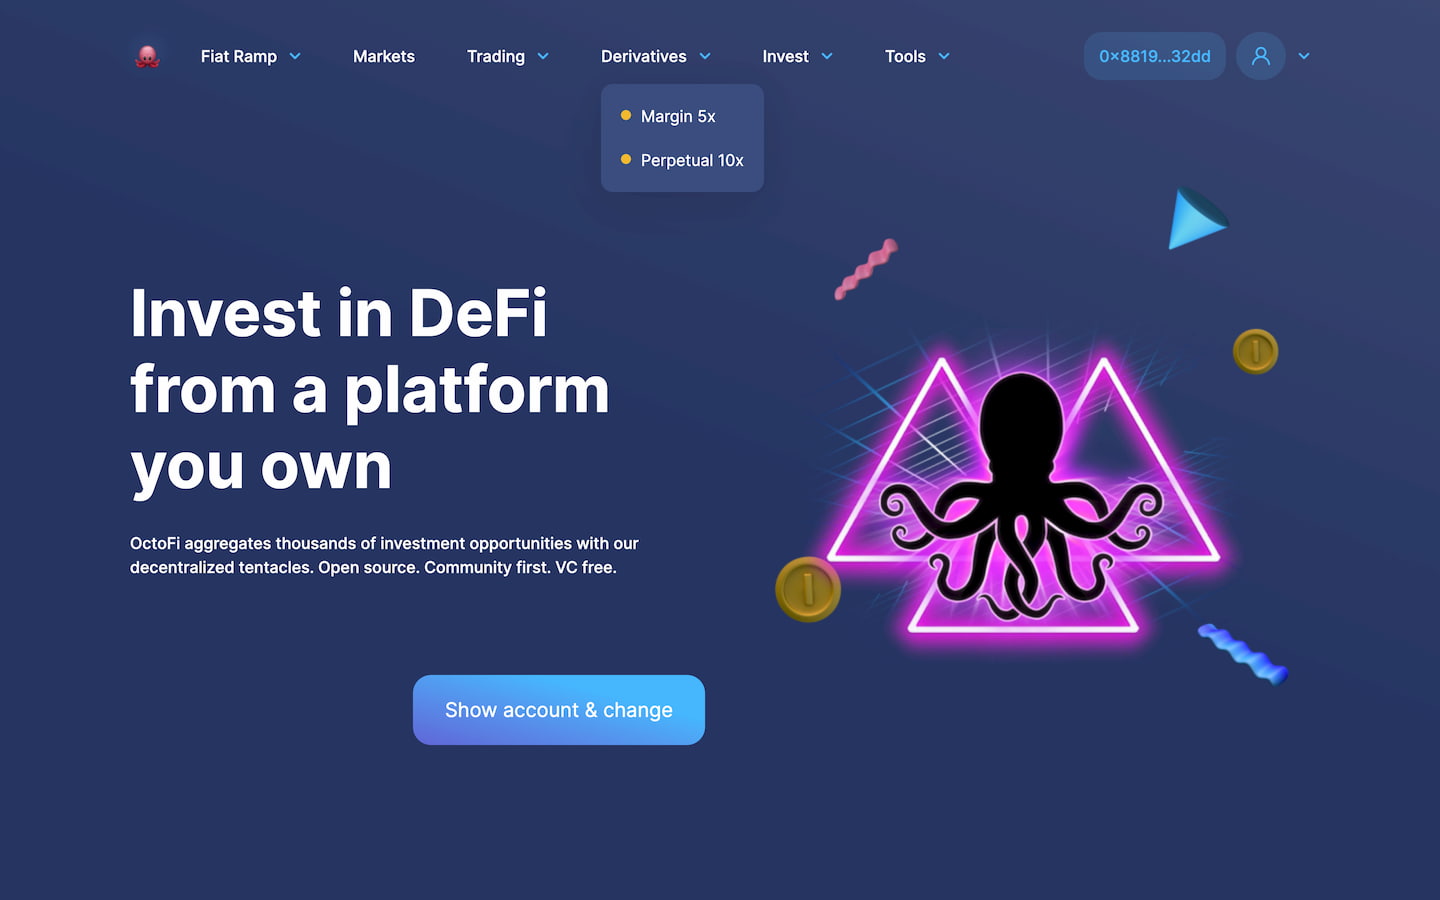 Fiat Ramp
Markets
Trading
Derivatives
Invest
Tools
0×8819...32dd
Margin 5x
Perpetual 10x
Invest in DeFi
from a platform
you own
OctoFi aggregates thousands of investment opportunities with our
decentralized tentacles. Open source. Community first. VC free.
Show account & change